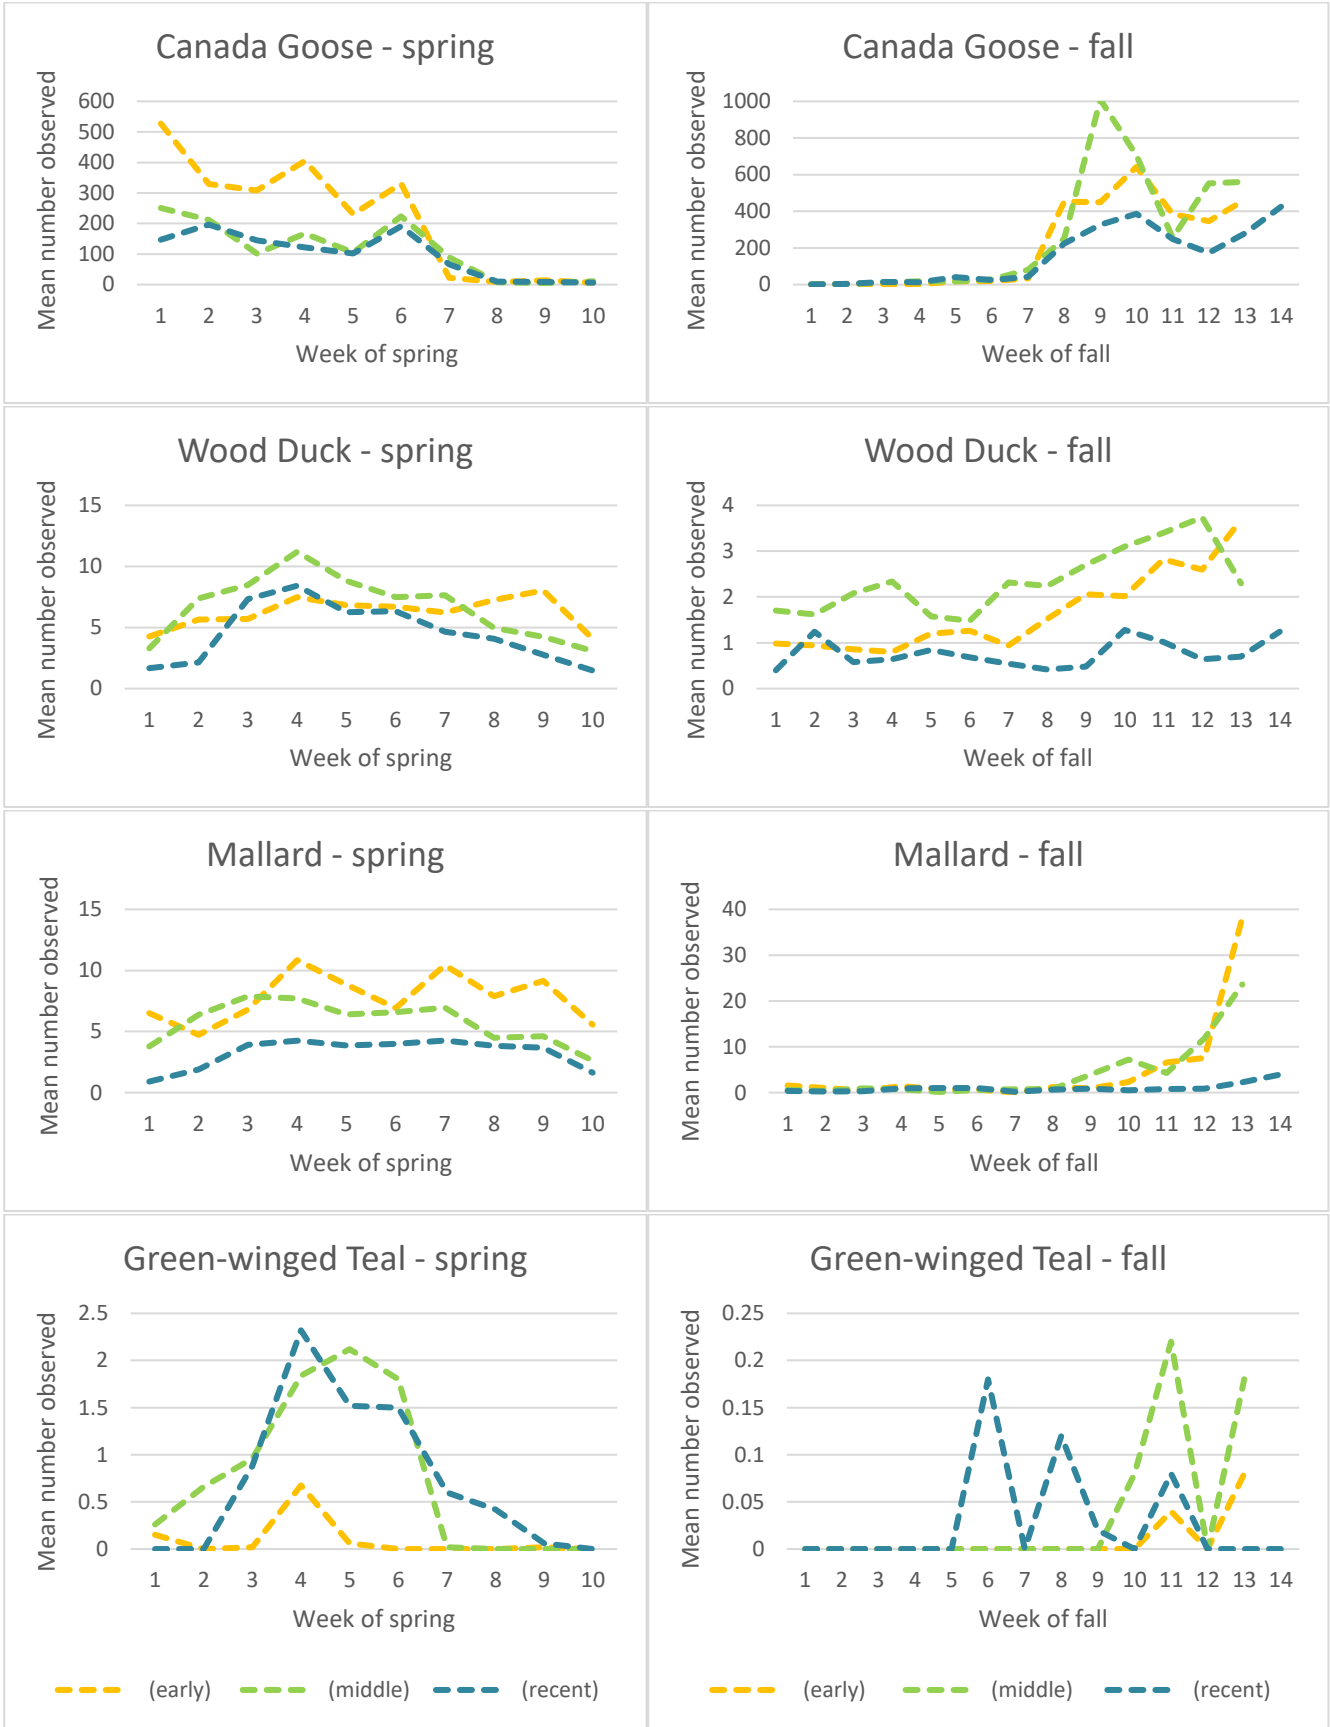 Canada Goose - spring
Mean number observed
600
500
400
300
200
100
0
1 2 3 4 5 6 7 8 9 10
Week of spring
Canada Goose - fall
Mean number observed
1000
800
600
400
200
0
1 2 3 4 5 6 7 8 9 10 11 12 13 14
Week of fall
Wood Duck - spring
Mean number observed
15
10
5
0
1 2 3 4 5 6 7 8 9 10
Week of spring
Wood Duck - fall
Mean number observed
4
3
2
1
0
1 2 3 4 5 6 7 8 9 10 11 12 13 14
Week of fall
Mallard - spring
Mean number observed
15
10
5
0
1 2 3 4 5 6 7 8 9 10
Week of spring
Mallard - fall
Mean number observed
40
30
20
10
0
1 2 3 4 5 6 7 8 9 10 11 12 13 14
Week of fall
Green-winged Teal - spring
Mean number observed
2.5
2
1.5
1
0.5
0
1 2 3 4 5 6 7 8 9 10
Week of spring
(early) (middle) (recent)
Green-winged Teal - fall
Mean number observed
0.25
0.2
0.15
0.1
0.05
0
1 2 3 4 5 6 7 8 9 10 11 12 13 14
Week of fall
(early) (middle) (recent)